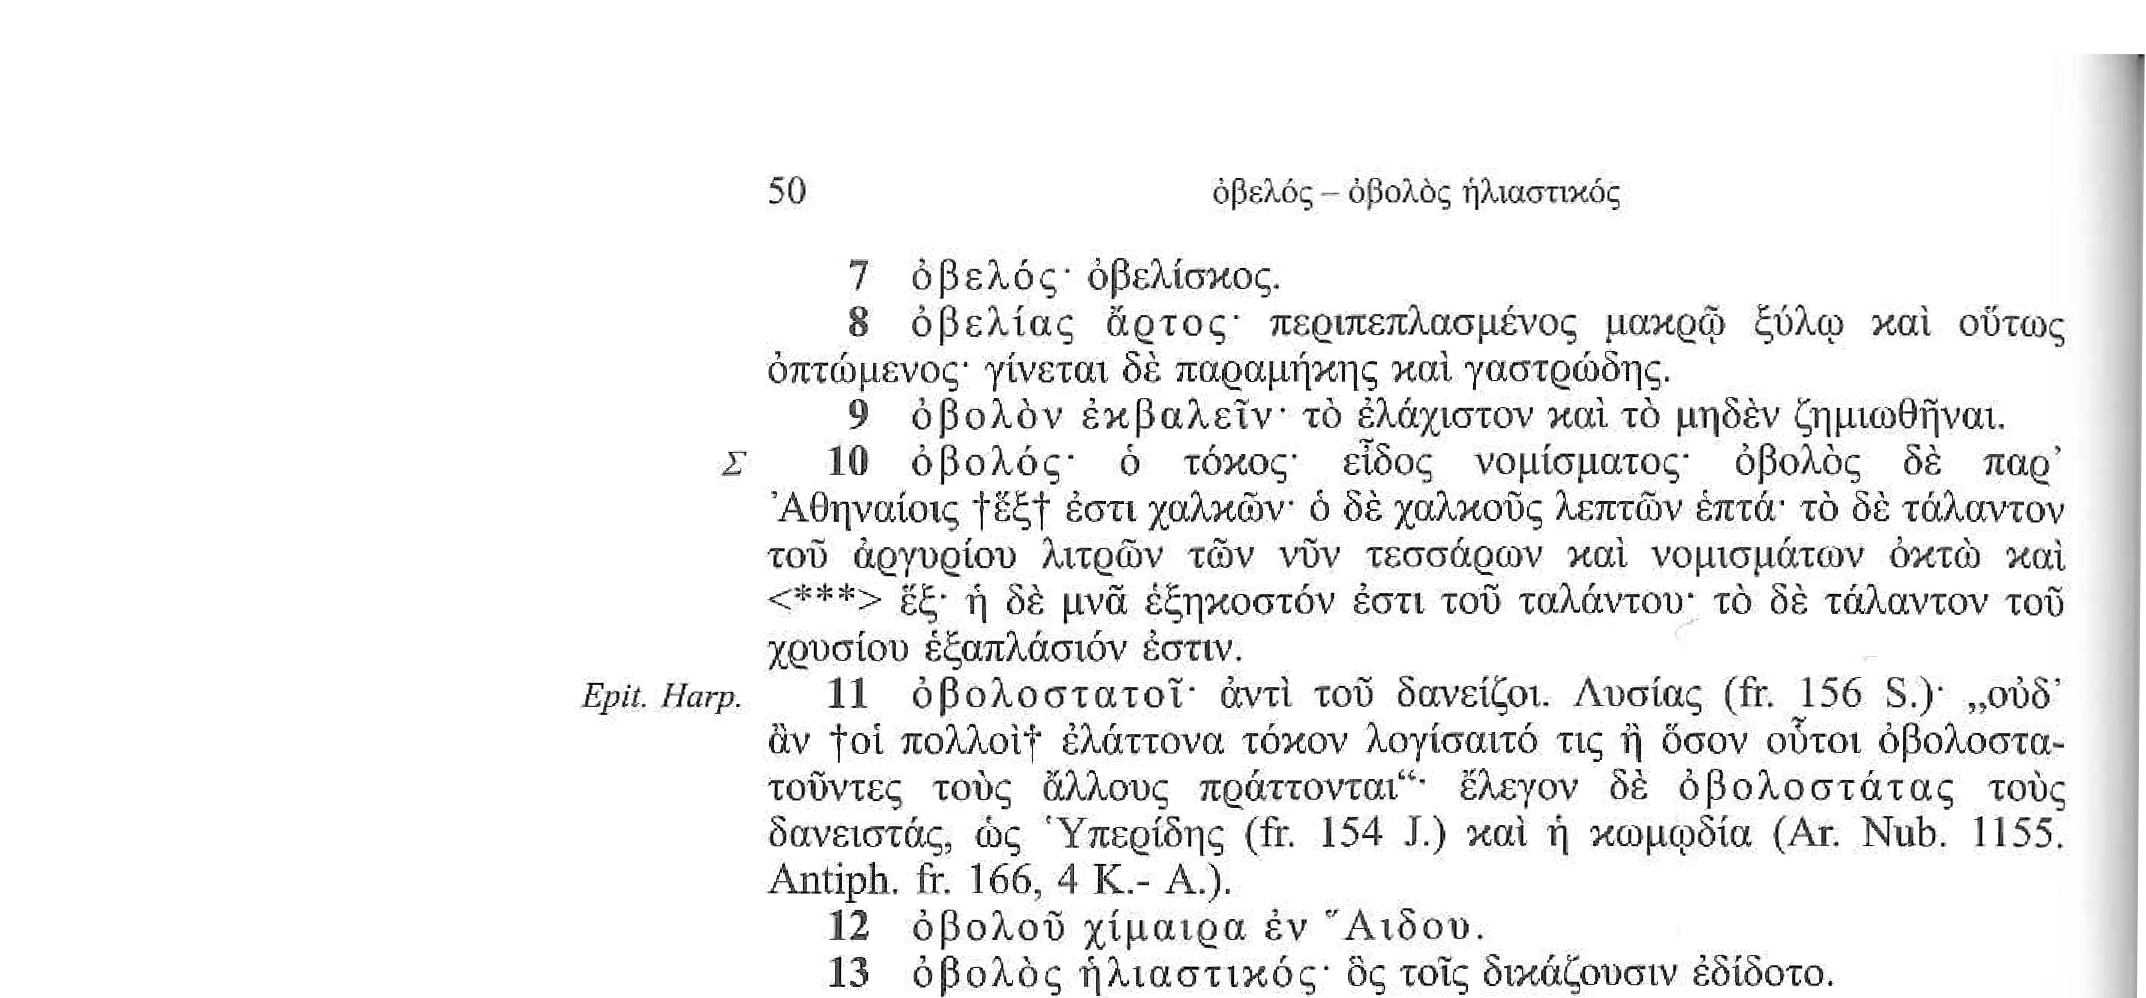 50 ὀβελός – ὀβολὸς ἡλιαστικός
7 ὀβελός· ὀβελίσκος.
8 ὀβελίας ἄρτος· περιπεπλασμένος μακρῷ ξύλῳ καὶ οὕτως
ὀπτώμενος· γίνεται δὲ παραμήκης καὶ γαστρώδης.
9 ὀβολὸν ἐκβαλεῖν· τὸ ἐλάχιστον καὶ τὸ μηδὲν ζημιωθῆναι.
Σ 10 ὀβολός· ὁ τόκος· εἶδος νομίσματος· ὀβολὸς δὲ παρ’
Ἀθηναίοις †ἕξ† ἐστι χαλκῶν· ὁ δὲ χαλκοῦς λεπτῶν ἑπτά· τὸ δὲ τάλαντον
τοῦ ἀργυρίου λιτρῶν τῶν νῦν τεσσάρων καὶ νομισμάτων ὀκτὼ καὶ
<***> ἕξ· ἡ δὲ μνᾶ ἑξηκοστόν ἐστι τοῦ ταλάντου· τὸ δὲ τάλαντον τοῦ
χρυσίου ἑξαπλάσιόν ἐστιν.
Epit. Harp. 11 ὀβολοστατοῖ· ἀντὶ τοῦ δανείζοι. Λυσίας (fr. 156 S.)· „οὐδ’
ἂν †οἱ πολλοὶ† ἐλάττονα τόκον λογίσαιτό τις ἢ ὅσον οὗτοι ὀβολοστα-
τοῦντες τοὺς ἄλλους πράττονται“· ἔλεγον δὲ ὀβολοστάτας τοὺς
δανειστάς, ὡς Ὑπερίδης (fr. 154 J.) καὶ ἡ κωμῳδία (Ar. Nub. 1155.
Antiph. fr. 166, 4 K.- A.).
12 ὀβολοῦ χίμαιρα ἐν Ἅιδου.
13 ὀβολὸς ἡλιαστικός· ὃς τοῖς δικάζουσιν ἐδίδοτο.